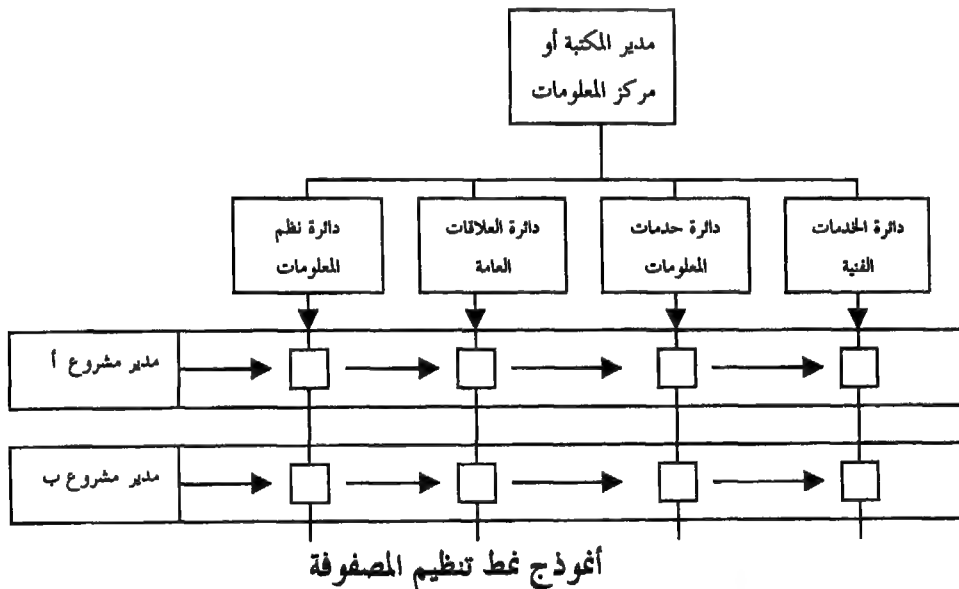 مدير المكتبة أو
مركز المعلومات
دائرة الخدمات
الفنية
دائرة خدمات
المعلومات
دائرة العلاقات
العامة
دائرة نظم
المعلومات
مدير مشروع أ
مدير مشروع ب
أنموذج نمط تنظيم المصفوفة